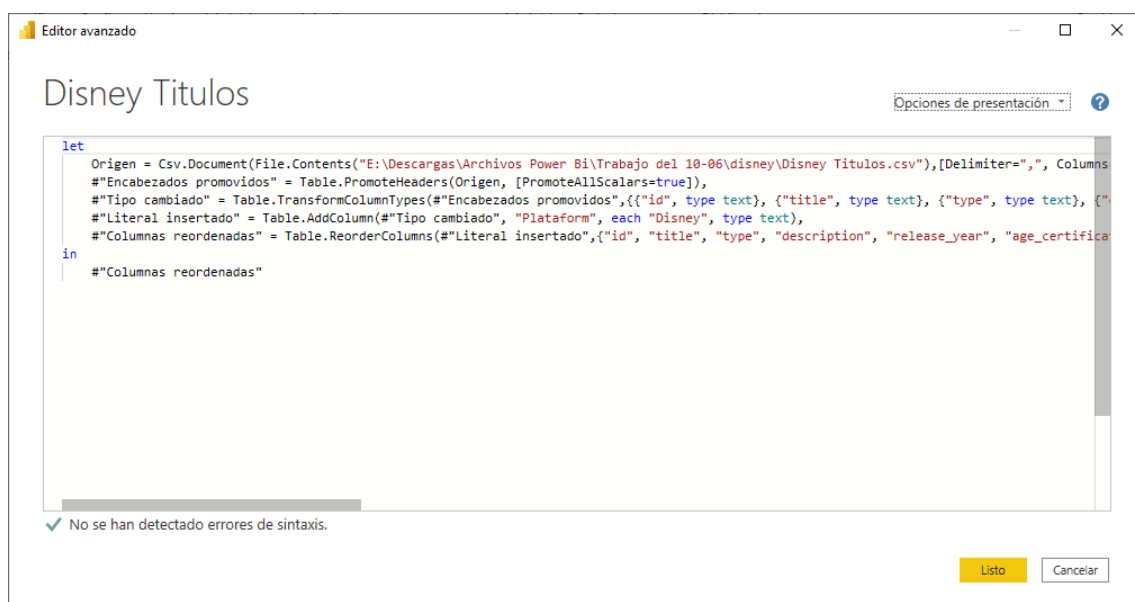 Editor avanzado
Disney Titulos
Opciones de presentación
?
let
Origen = Csv.Document(File.Contents("E:\Descargas\Archivos Power Bi\Trabajo del 10-06\disney\Disney Titulos.csv"),[Delimiter=",", Columns
#"Encabezados promovidos" = Table.PromoteHeaders(Origen, [PromoteAllScalars=true]),
#"Tipo cambiado" = Table.TransformColumnTypes(#"Encabezados promovidos",{{"id", type text}, {"title", type text}, {"type", type text}, {"
#"Literal insertado" = Table.AddColumn(#"Tipo cambiado", "Plataform", each "Disney", type text),
#"Columnas reordenadas" = Table.ReorderColumns(#"Literal insertado",{"id", "title", "type", "description", "release_year", "age_certifica
in
#"Columnas reordenadas"
No se han detectado errores de sintaxis.
Listo
Cancelar